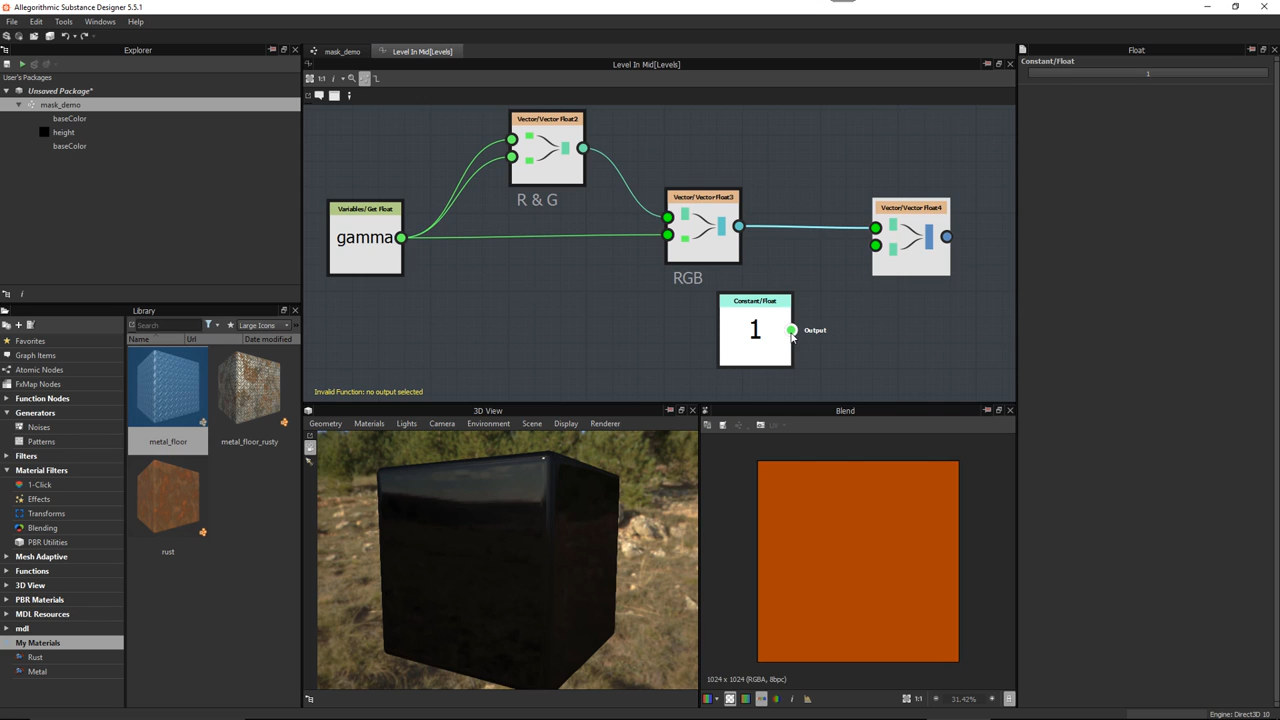 Allegorithmic Substance Designer 5.5.1
File Edit Tools Windows Help
Explorer
User's Packages
Unsaved Package*
mask_demo
baseColor
height
baseColor
mask_demo
Level In Mid[Levels]
Level In Mid[Levels]
1:1
Vector/Vector Float2
R & G
Variables/Get Float
gamma
Vector/Vector Float3
RGB
Vector/Vector Float4
Constant/Float
1
Output
Invalid Function: no output selected
Float
Constant/Float
1
Library
Search
Large Icons
Name Url Date modified
Favorites
Graph Items
Atomic Nodes
FxMap Nodes
Function Nodes
Generators
Noises
Patterns
Filters
Material Filters
1-Click
Effects
Transforms
Blending
PBR Utilities
Mesh Adaptive
Functions
3D View
PBR Materials
MDL Resources
mdl
My Materials
Rust
Metal
metal_floor
metal_floor_rusty
rust
3D View
Geometry Materials Lights Camera Environment Scene Display Renderer
Blend
1024 x 1024 (RGBA, 8bpc)
1:1
31.42%
Engine: Direct3D 10